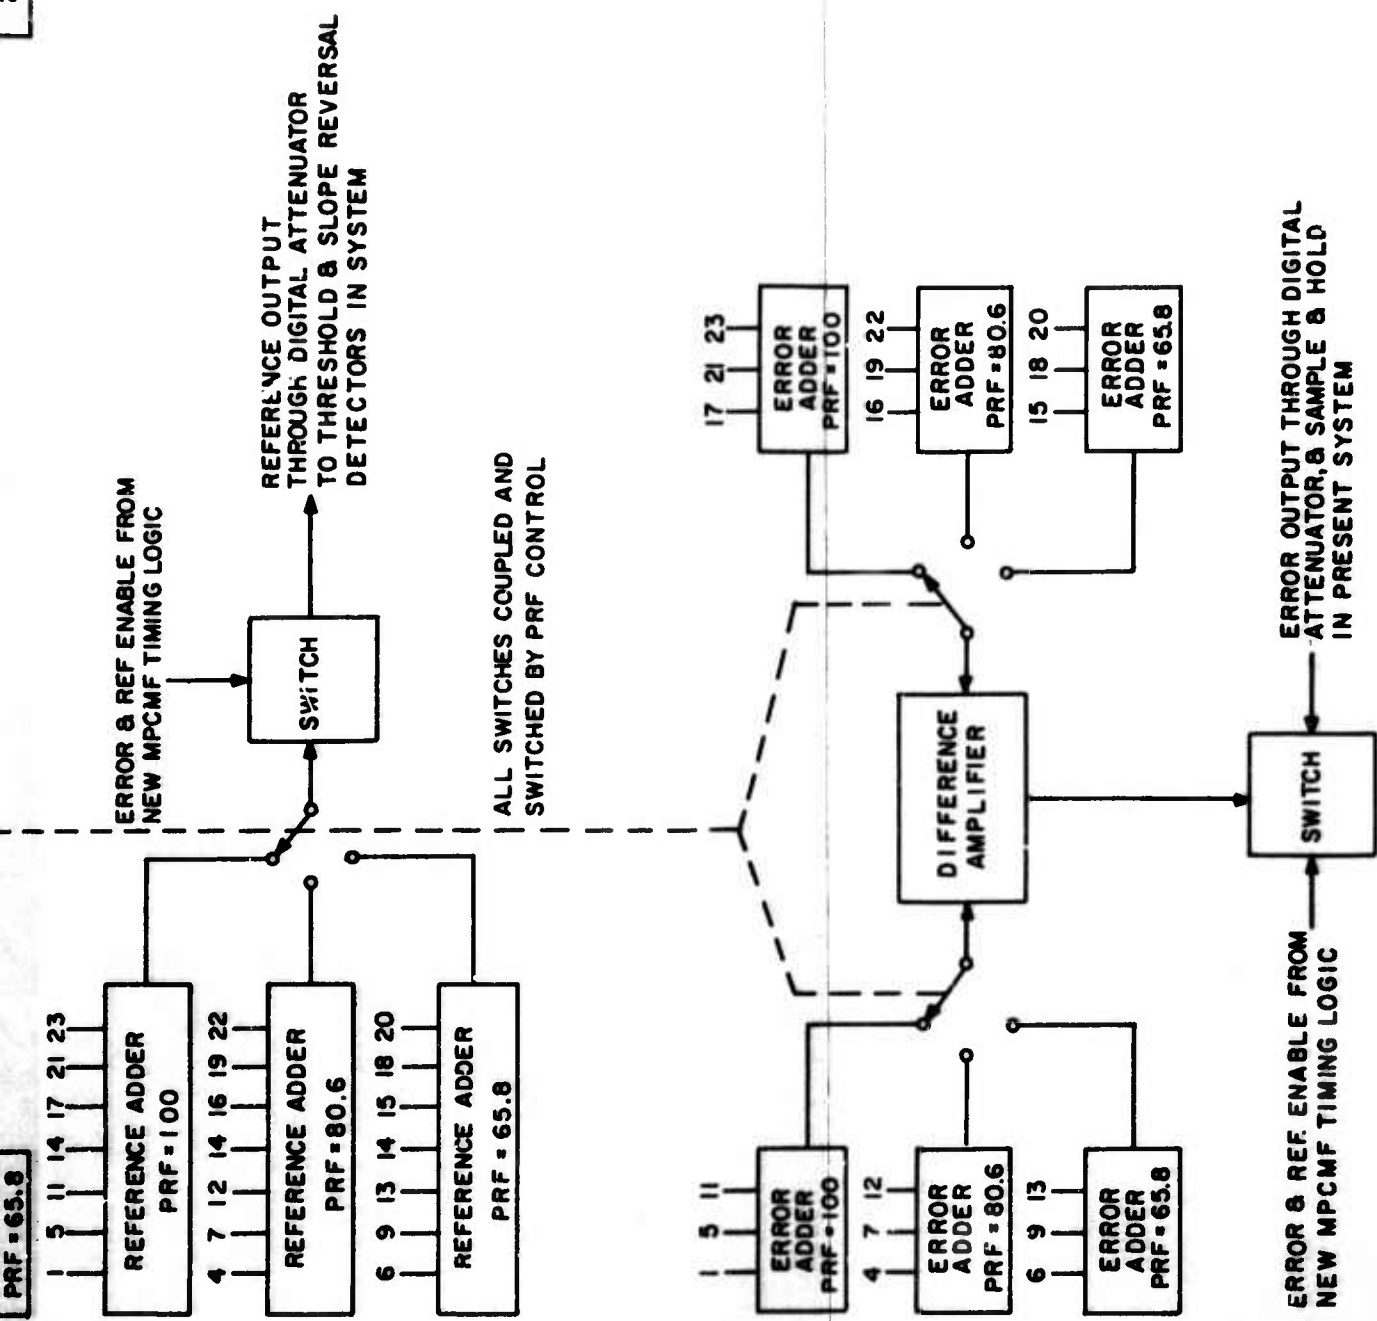 PRF = 65.8
1 5 11 14 17 21 23
REFERENCE ADDER
PRF = 100
4 7 12 14 16 19 22
REFERENCE ADDER
PRF = 80.6
6 9 13 14 15 18 20
REFERENCE ADDER
PRF = 65.8
ERROR & REF ENABLE FROM
NEW MPCMF TIMING LOGIC
SWITCH
REFERENCE OUTPUT
THROUGH DIGITAL ATTENUATOR
TO THRESHOLD & SLOPE REVERSAL
DETECTORS IN SYSTEM
ALL SWITCHES COUPLED AND
SWITCHED BY PRF CONTROL
1 5 11
ERROR
ADDER
PRF = 100
4 7 12
ERROR
ADDER
PRF = 80.6
6 9 13
ERROR
ADDER
PRF = 65.8
DIFFERENCE
AMPLIFIER
17 21 23
ERROR
ADDER
PRF = 100
16 19 22
ERROR
ADDER
PRF = 80.6
15 18 20
ERROR
ADDER
PRF = 65.8
ERROR & REF. ENABLE FROM
NEW MPCMF TIMING LOGIC
SWITCH
ERROR OUTPUT THROUGH DIGITAL
ATTENUATOR, & SAMPLE & HOLD
IN PRESENT SYSTEM